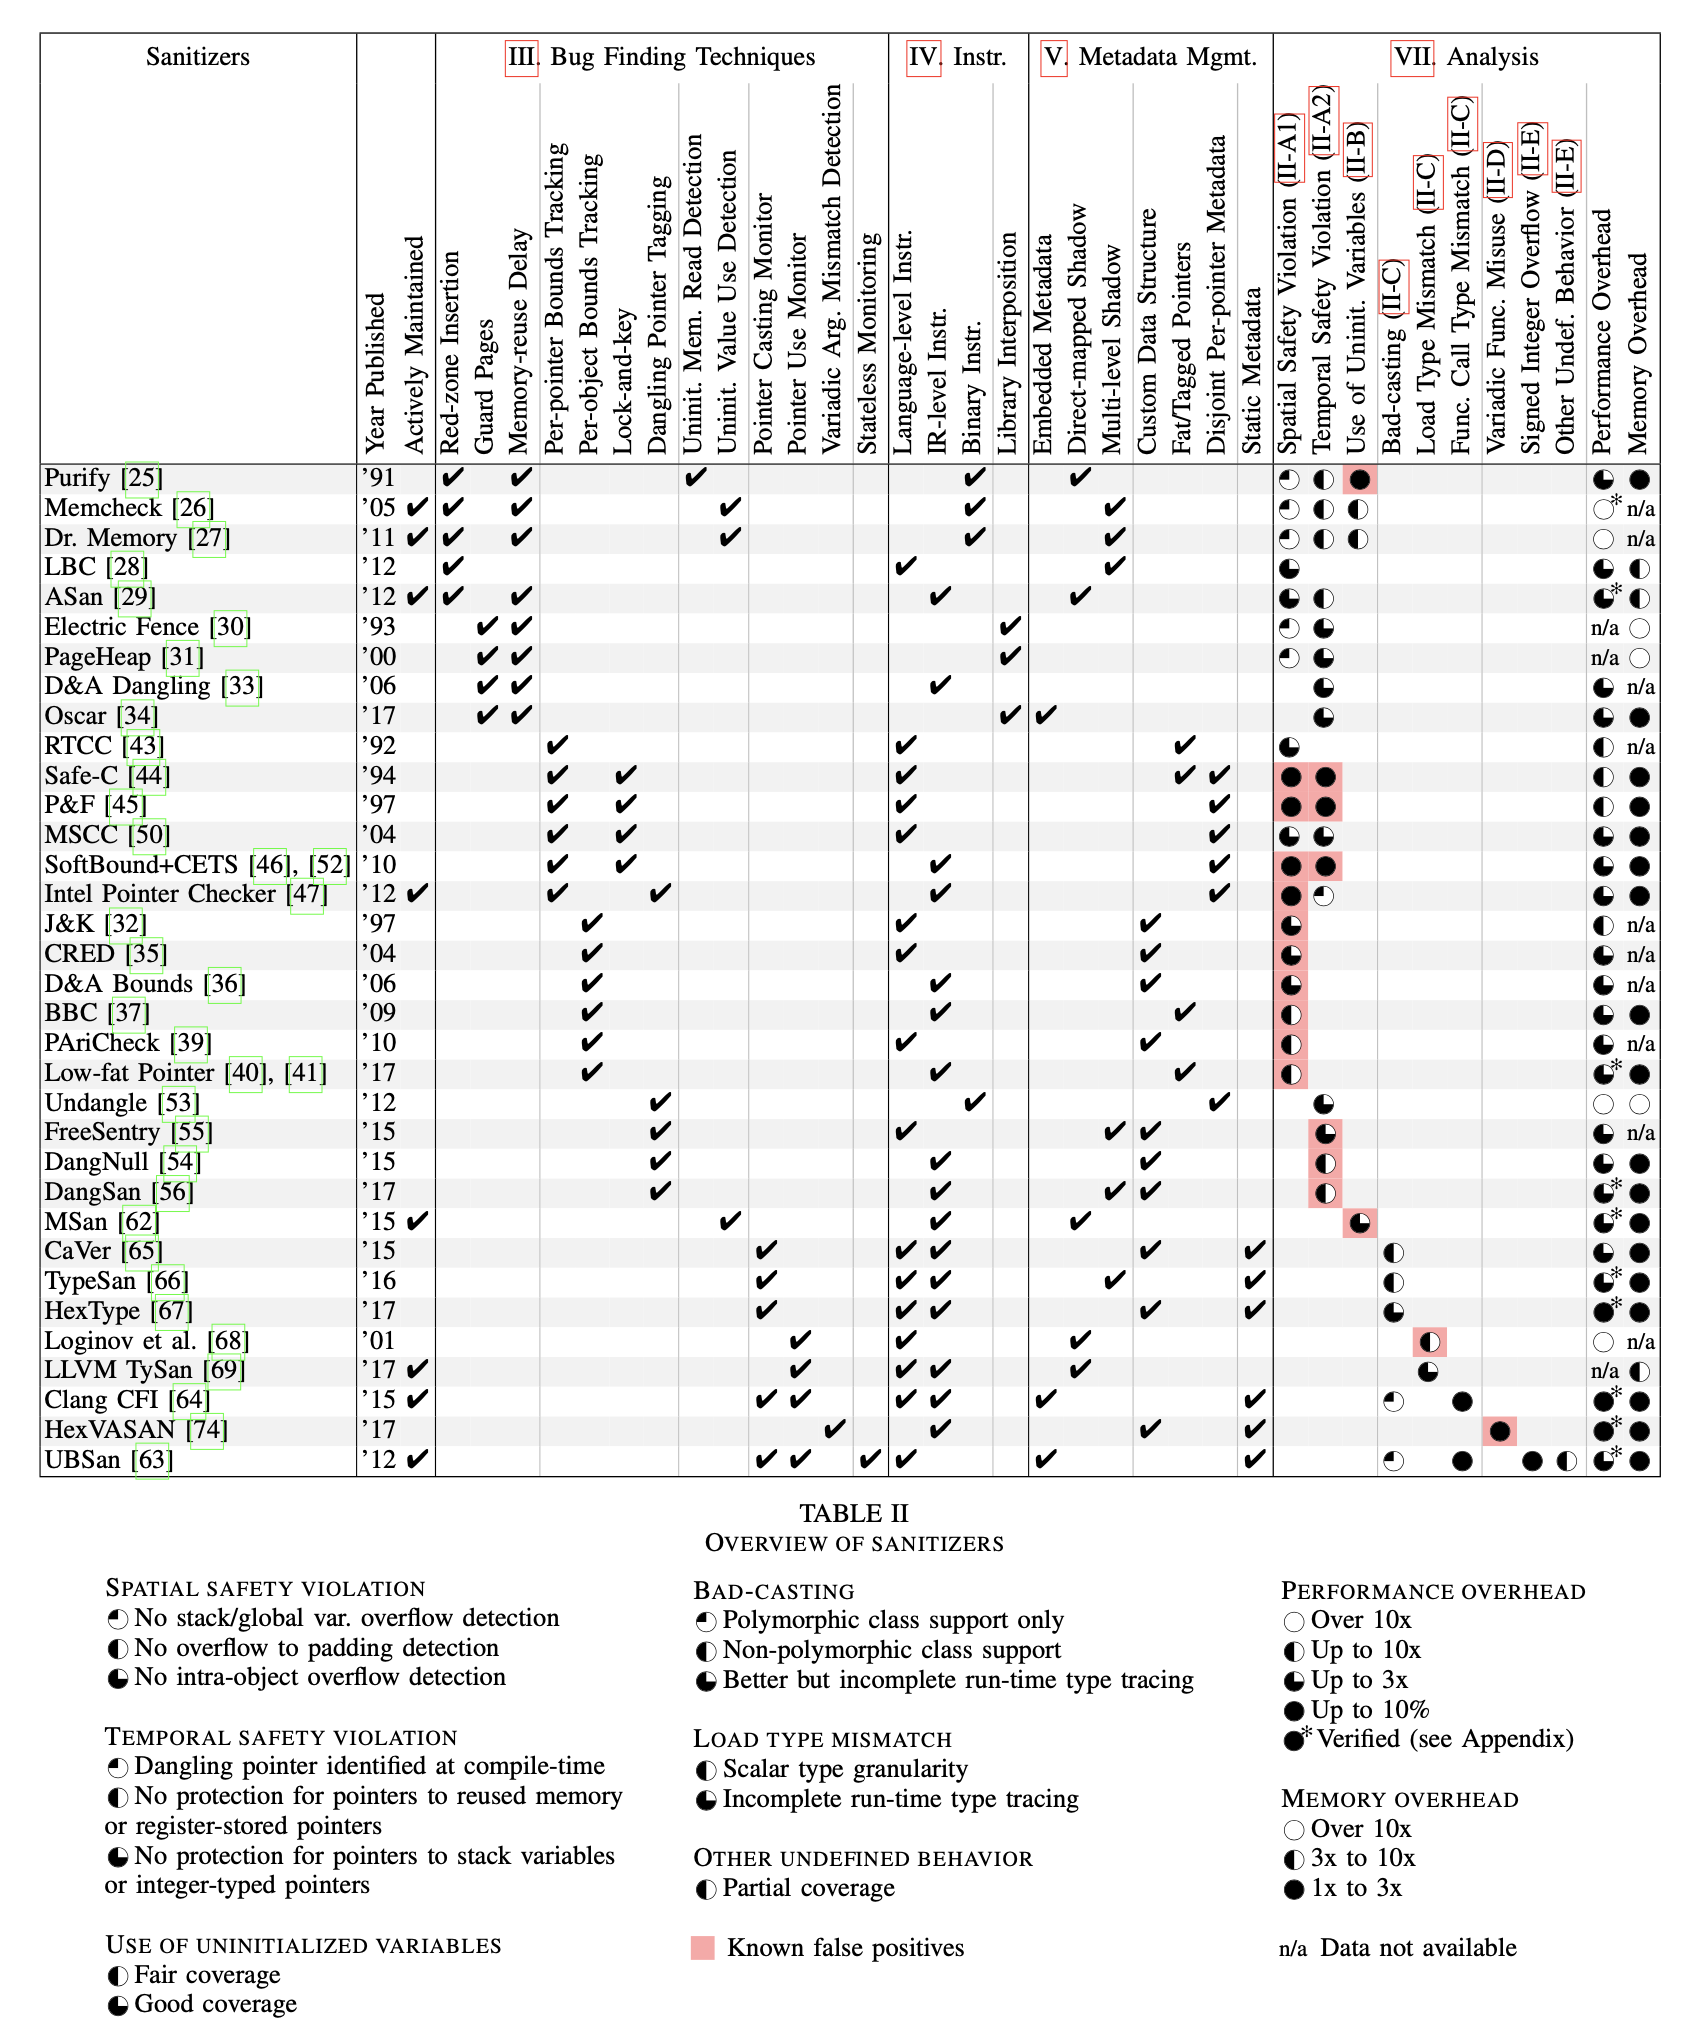 Sanitizers III. Bug Finding Techniques IV. Instr. V. Metadata Mgmt. VII. Analysis
Year Published
Actively Maintained
Red-zone Insertion
Guard Pages
Memory-reuse Delay
Per-pointer Bounds Tracking
Per-object Bounds Tracking
Lock-and-key
Dangling Pointer Tagging
Uninit. Mem. Read Detection
Uninit. Value Use Detection
Pointer Casting Monitor
Pointer Use Monitor
Variadic Arg. Mismatch Detection
Stateless Monitoring
Language-level Instr.
IR-level Instr.
Binary Instr.
Library Interposition
Embedded Metadata
Direct-mapped Shadow
Multi-level Shadow
Custom Data Structure
Fat/Tagged Pointers
Disjoint Per-pointer Metadata
Static Metadata
Spatial Safety Violation (II-A1)
Temporal Safety Violation (II-A2)
Use of Uninit. Variables (II-B)
Bad-casting (II-C)
Load Type Mismatch (II-C)
Func. Call Type Mismatch (II-C)
Variadic Func. Misuse (II-D)
Signed Integer Overflow (II-E)
Other Undef. Behavior (II-E)
Performance Overhead
Memory Overhead
Purify [25] ’91 ✔ ✔ ✔ ✔ ✔ ◔ ◐ ● ◕ ●
Memcheck [26] ’05 ✔ ✔ ✔ ✔ ✔ ✔ ◔ ◐ ◐ ○* n/a
Dr. Memory [27] ’11 ✔ ✔ ✔ ✔ ✔ ✔ ◔ ◐ ◐ ○ n/a
LBC [28] ’12 ✔ ✔ ✔ ◕ ◕ ◐
ASan [29] ’12 ✔ ✔ ✔ ✔ ✔ ◕ ◐ ◕* ◐
Electric Fence [30] ’93 ✔ ✔ ✔ ◔ ◕ n/a ○
PageHeap [31] ’00 ✔ ✔ ✔ ◔ ◕ n/a ○
D&A Dangling [33] ’06 ✔ ✔ ✔ ◕ ◕ n/a
Oscar [34] ’17 ✔ ✔ ✔ ✔ ◕ ◕ ●
RTCC [43] ’92 ✔ ✔ ✔ ◕ ◐ n/a
Safe-C [44] ’94 ✔ ✔ ✔ ✔ ✔ ● ● ◐ ●
P&F [45] ’97 ✔ ✔ ✔ ✔ ● ● ◐ ●
MSCC [50] ’04 ✔ ✔ ✔ ✔ ◕ ◕ ◕ ●
SoftBound+CETS [46], [52] ’10 ✔ ✔ ✔ ✔ ● ● ◕ ●
Intel Pointer Checker [47] ’12 ✔ ✔ ✔ ✔ ✔ ● ◔ ◕ ●
J&K [32] ’97 ✔ ✔ ✔ ◕ ◐ n/a
CRED [35] ’04 ✔ ✔ ✔ ◕ ◕ n/a
D&A Bounds [36] ’06 ✔ ✔ ✔ ◕ ◕ n/a
BBC [37] ’09 ✔ ✔ ✔ ◐ ◕ ●
PAriCheck [39] ’10 ✔ ✔ ✔ ◐ ◕ n/a
Low-fat Pointer [40], [41] ’17 ✔ ✔ ✔ ◐ ◕* ●
Undangle [53] ’12 ✔ ✔ ✔ ◕ ○ ○
FreeSentry [55] ’15 ✔ ✔ ✔ ✔ ◕ ◕ n/a
DangNull [54] ’15 ✔ ✔ ✔ ◐ ◕ ●
DangSan [56] ’17 ✔ ✔ ✔ ✔ ◐ ◕* ●
MSan [62] ’15 ✔ ✔ ✔ ✔ ◕ ◕* ●
CaVer [65] ’15 ✔ ✔ ✔ ✔ ✔ ◐ ◕ ●
TypeSan [66] ’16 ✔ ✔ ✔ ✔ ✔ ◐ ◕* ●
HexType [67] ’17 ✔ ✔ ✔ ✔ ✔ ◕ ●* ●
Loginov et al. [68] ’01 ✔ ✔ ✔ ◐ ○ n/a
LLVM TySan [69] ’17 ✔ ✔ ✔ ✔ ✔ ◕ n/a ◐
Clang CFI [64] ’15 ✔ ✔ ✔ ✔ ✔ ✔ ✔ ◔ ● ●* ●
HexVASAN [74] ’17 ✔ ✔ ✔ ✔ ● ●* ●
UBSan [63] ’12 ✔ ✔ ✔ ✔ ✔ ✔ ✔ ◔ ● ● ◐ ◕* ●
TABLE II
OVERVIEW OF SANITIZERS
SPATIAL SAFETY VIOLATION
◔ No stack/global var. overflow detection
◐ No overflow to padding detection
◕ No intra-object overflow detection
TEMPORAL SAFETY VIOLATION
◔ Dangling pointer identified at compile-time
◐ No protection for pointers to reused memory
or register-stored pointers
◕ No protection for pointers to stack variables
or integer-typed pointers
USE OF UNINITIALIZED VARIABLES
◐ Fair coverage
◕ Good coverage
BAD-CASTING
◔ Polymorphic class support only
◐ Non-polymorphic class support
◕ Better but incomplete run-time type tracing
LOAD TYPE MISMATCH
◐ Scalar type granularity
◕ Incomplete run-time type tracing
OTHER UNDEFINED BEHAVIOR
◐ Partial coverage
Known false positives
PERFORMANCE OVERHEAD
○ Over 10x
◐ Up to 10x
◕ Up to 3x
● Up to 10%
●* Verified (see Appendix)
MEMORY OVERHEAD
○ Over 10x
◐ 3x to 10x
● 1x to 3x
n/a Data not available